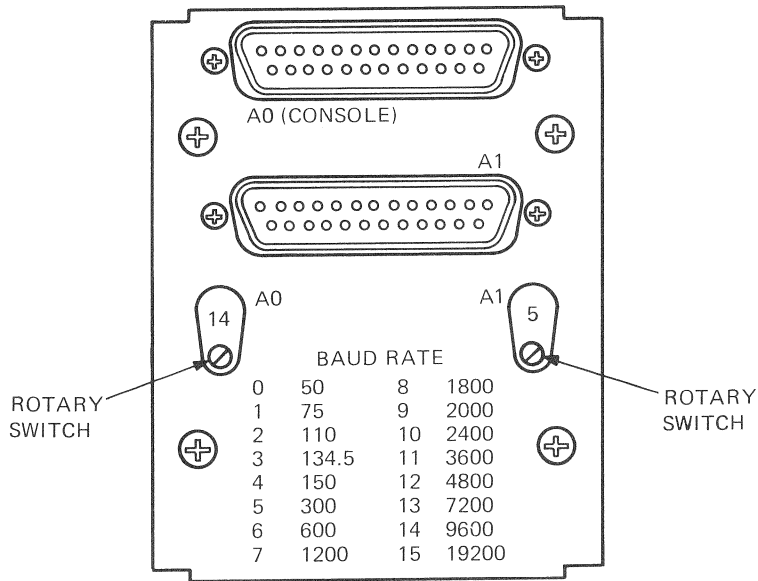 A0 (CONSOLE)
A1
A0
A1
14
5
BAUD RATE
ROTARY
SWITCH
ROTARY
SWITCH
0 50 8 1800
1 75 9 2000
2 110 10 2400
3 134.5 11 3600
4 150 12 4800
5 300 13 7200
6 600 14 9600
7 1200 15 19200